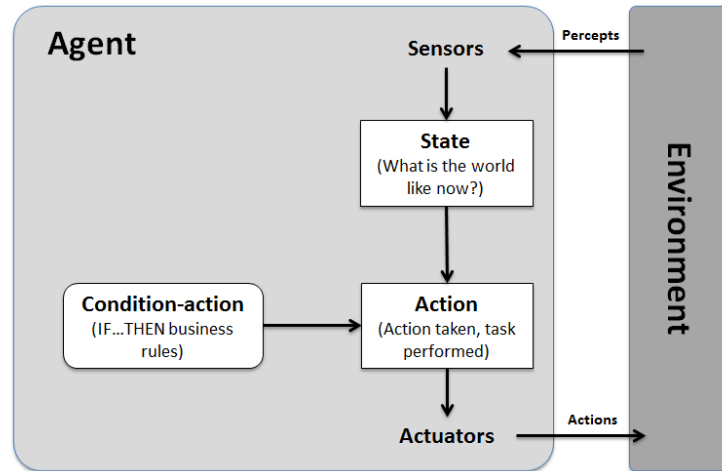 Agent
Sensors
Percepts
State
(What is the world
like now?)
Environment
Condition-action
(IF...THEN business
rules)
Action
(Action taken, task
performed)
Actuators
Actions